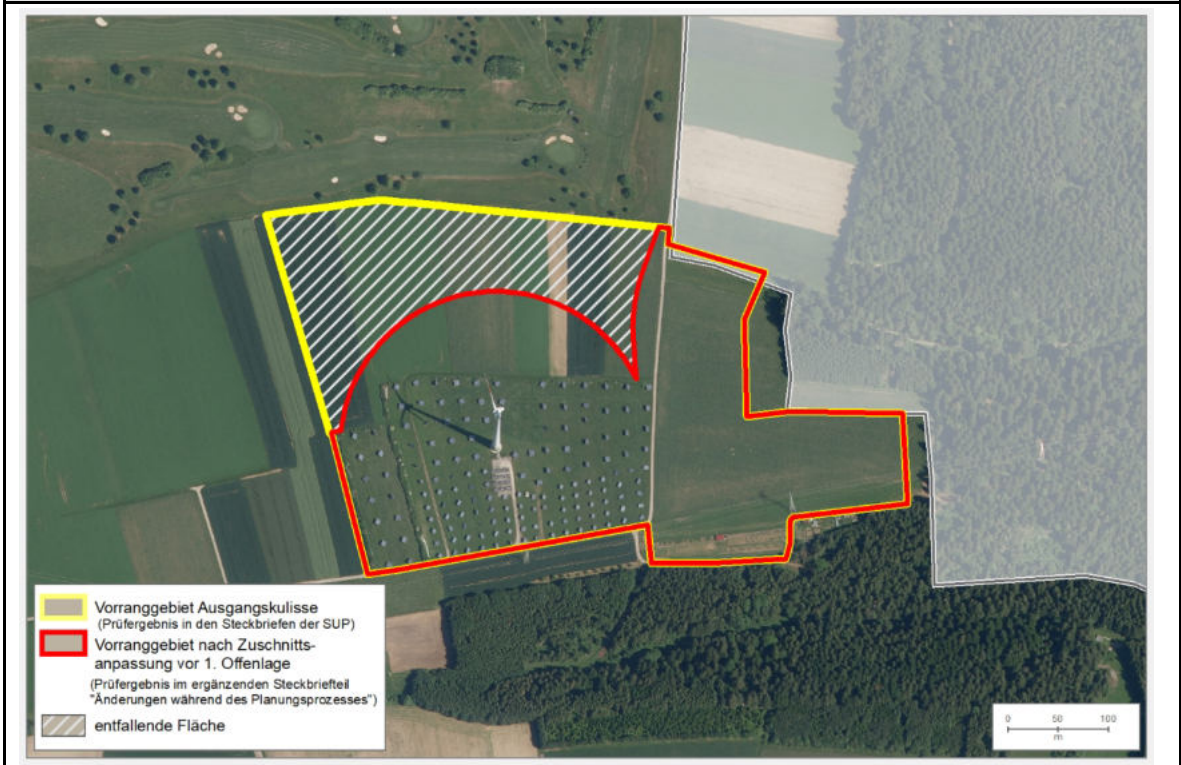 Vorranggebiet Ausgangskulisse
(Prüfergebnis in den Steckbriefen der SUP)
Vorranggebiet nach Zuschnitts-
anpassung vor 1. Offenlage
(Prüfergebnis im ergänzenden Steckbriefteil
"Änderungen während des Planungsprozesses")
entfallende Fläche
0 50 100
m